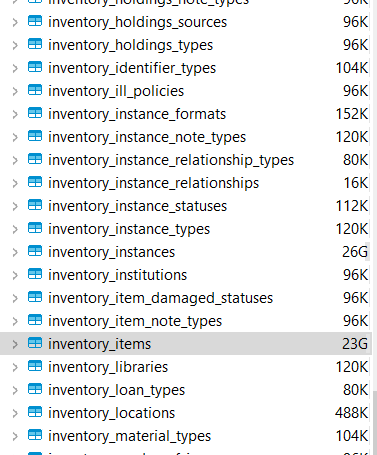 inventory_holdings_note_types 96K
inventory_holdings_sources 96K
inventory_holdings_types 96K
inventory_identifier_types 104K
inventory_ill_policies 96K
inventory_instance_formats 152K
inventory_instance_note_types 120K
inventory_instance_relationship_types 80K
inventory_instance_relationships 16K
inventory_instance_statuses 112K
inventory_instance_types 120K
inventory_instances 26G
inventory_institutions 96K
inventory_item_damaged_statuses 96K
inventory_item_note_types 96K
inventory_items 23G
inventory_libraries 120K
inventory_loan_types 80K
inventory_locations 488K
inventory_material_types 104K